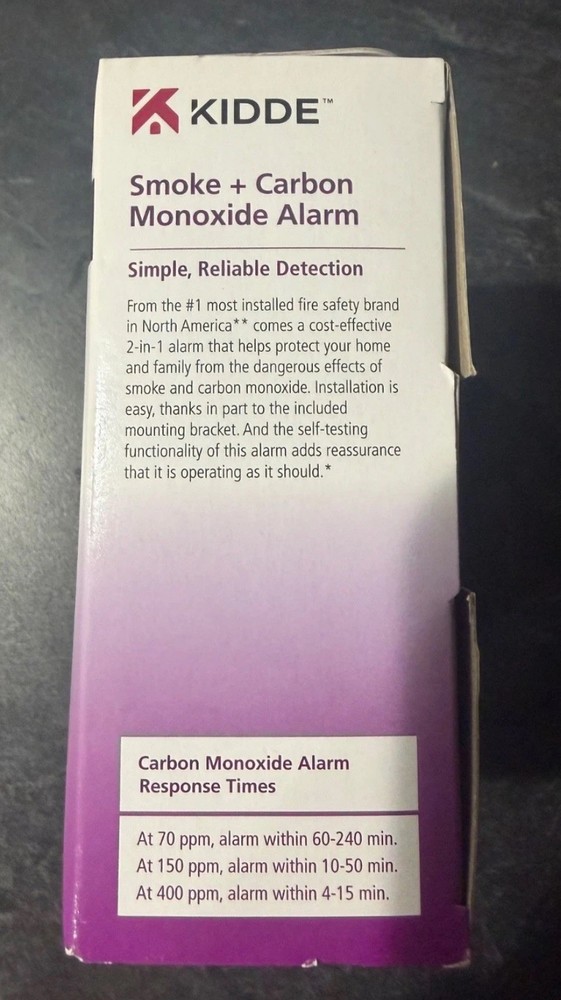 KIDDE™
Smoke + Carbon
Monoxide Alarm
Simple, Reliable Detection
From the #1 most installed fire safety brand
in North America** comes a cost-effective
2-in-1 alarm that helps protect your home
and family from the dangerous effects of
smoke and carbon monoxide. Installation is
easy, thanks in part to the included
mounting bracket. And the self-testing
functionality of this alarm adds reassurance
that it is operating as it should.*
Carbon Monoxide Alarm
Response Times
At 70 ppm, alarm within 60-240 min.
At 150 ppm, alarm within 10-50 min.
At 400 ppm, alarm within 4-15 min.